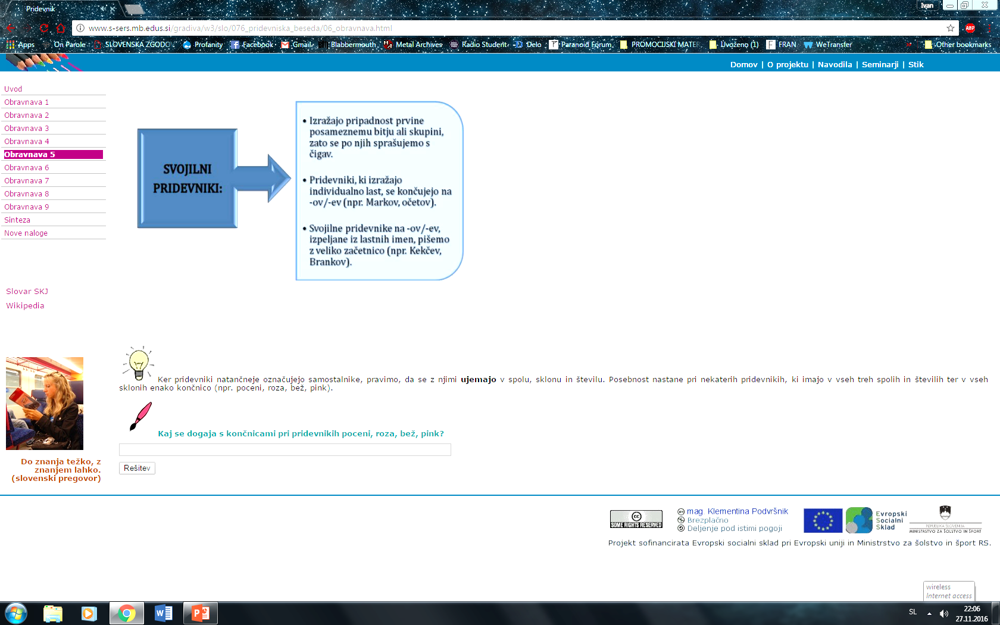 Pridevnik
Ivan
www.s-sers.mb.edus.si/gradiva/w3/slo/076_pridevniska_beseda/06_obravnava.html
ABP
Apps
On Parole
SLOVENSKA ZGODO
Profanity
Facebook
Gmail
Blabbermouth
Metal Archives
Radio Student
Delo
Paranoid Forum
PROMOCIJSKI MATER
Uvoženo (1)
FRAN
WeTransfer
Other bookmarks
Domov | O projektu | Navodila | Seminarji | Stik
Uvod
Obravnava 1
Obravnava 2
Obravnava 3
Obravnava 4
Obravnava 5
Obravnava 6
Obravnava 7
Obravnava 8
Obravnava 9
Sinteza
Nove naloge
Slovar SKJ
Wikipedia
Do znanja težko, z
znanjem lahko.
(slovenski pregovor)
SVOJILNI
PRIDEVNIKI:
• Izražajo pripadnost prvine
posameznemu bitju ali skupini,
zato se po njih sprašujemo s
čigav.
• Pridevniki, ki izražajo
individualno last, se končujejo na
-ov/-ev (npr. Markov, očetov).
• Svojilne pridevnike na -ov/-ev,
izpeljane iz lastnih imen, pišemo
z veliko začetnico (npr. Kekčev,
Brankov).
Ker pridevniki natančneje označujejo samostalnike, pravimo, da se z njimi ujemajo v spolu, sklonu in številu. Posebnost nastane pri nekaterih pridevnikih, ki imajo v vseh treh spolih in številih ter v vseh
sklonih enako končnico (npr. poceni, roza, bež, pink).
Kaj se dogaja s končnicami pri pridevnikih poceni, roza, bež, pink?
Rešitev
cc
SOME RIGHTS RESERVED
mag. Klementina Podvršnik
Brezplačno
Deljenje pod istimi pogoji
Evropski
Socialni
Sklad
REPUBLIKA SLOVENIJA
MINISTRSTVO ZA ŠOLSTVO IN ŠPORT
Projekt sofinancirata Evropski socialni sklad pri Evropski uniji in Ministrstvo za šolstvo in šport RS.
wireless
Internet access
SL
22:06
27.11.2016